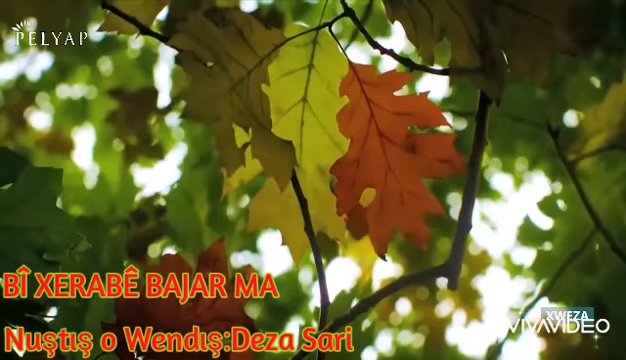 PELYAP
BÎ XERABÊ BAJAR MA
Nuştış o Wendış:Deza Sari
XWEZA
VIVAVIDEO